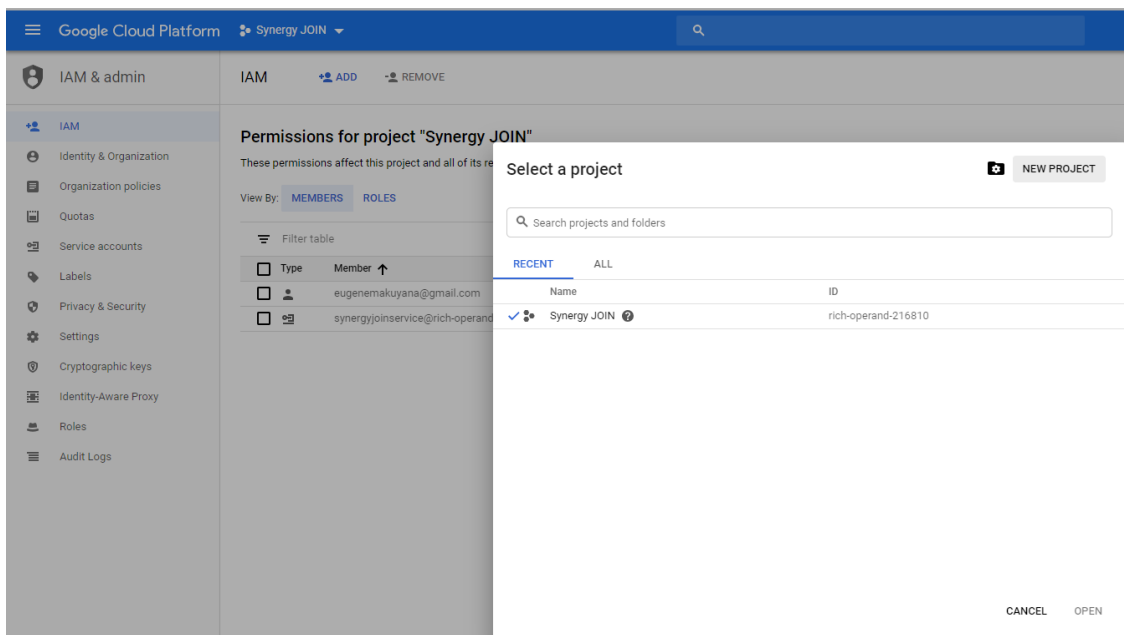 Google Cloud Platform Synergy JOIN
IAM & admin
IAM ADD REMOVE
IAM
Identity & Organization
Organization policies
Quotas
Service accounts
Labels
Privacy & Security
Settings
Cryptographic keys
Identity-Aware Proxy
Roles
Audit Logs
Permissions for project "Synergy JOIN"
These permissions affect this project and all of its re
View By: MEMBERS ROLES
Filter table
Type Member
eugenemakuyana@gmail.com
synergyjoinservice@rich-operand
Select a project NEW PROJECT
Search projects and folders
RECENT ALL
Name ID
Synergy JOIN rich-operand-216810
CANCEL OPEN